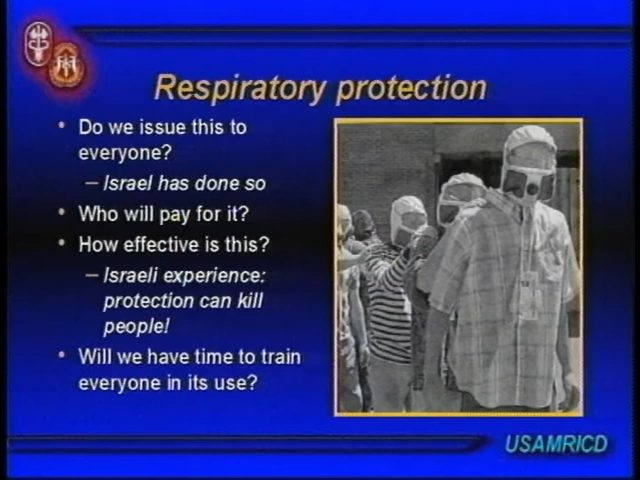 Respiratory protection
• Do we issue this to
everyone?
– Israel has done so
• Who will pay for it?
• How effective is this?
– Israeli experience:
protection can kill
people!
• Will we have time to train
everyone in its use?
USAMRICD